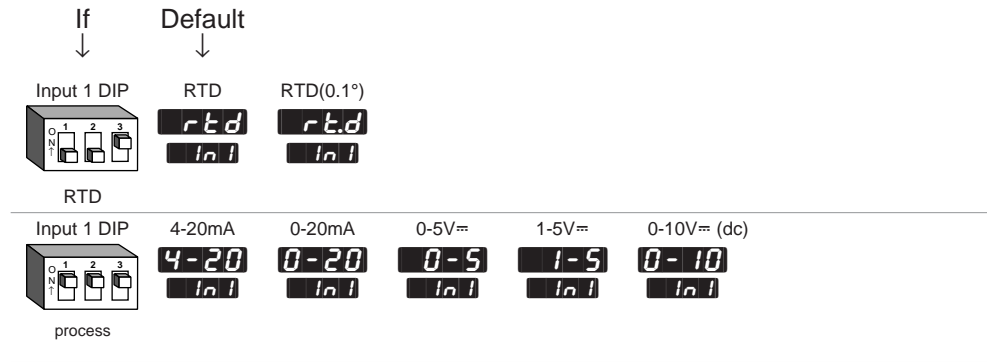 If Default
↓ ↓
Input 1 DIP RTD RTD(0.1°)
O N ↑ 1 2 3
rtd rt.d
In1 In1
RTD
Input 1 DIP 4-20mA 0-20mA 0-5V⎓ 1-5V⎓ 0-10V⎓ (dc)
O N ↑ 1 2 3
4-20 0-20 0-5 1-5 0-10
In1 In1 In1 In1 In1
process